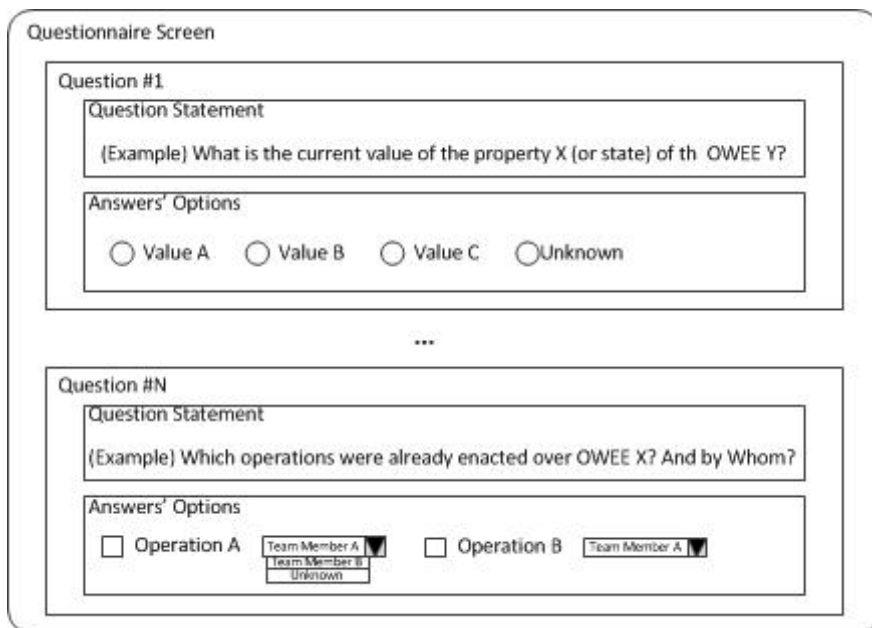 Questionnaire Screen
Question #1
Question Statement
(Example) What is the current value of the property X (or state) of th OWEE Y?
Answers' Options
Value A Value B Value C Unknown
...
Question #N
Question Statement
(Example) Which operations were already enacted over OWEE X? And by Whom?
Answers' Options
Operation A Team Member A Operation B Team Member A
Team Member B
Unknown